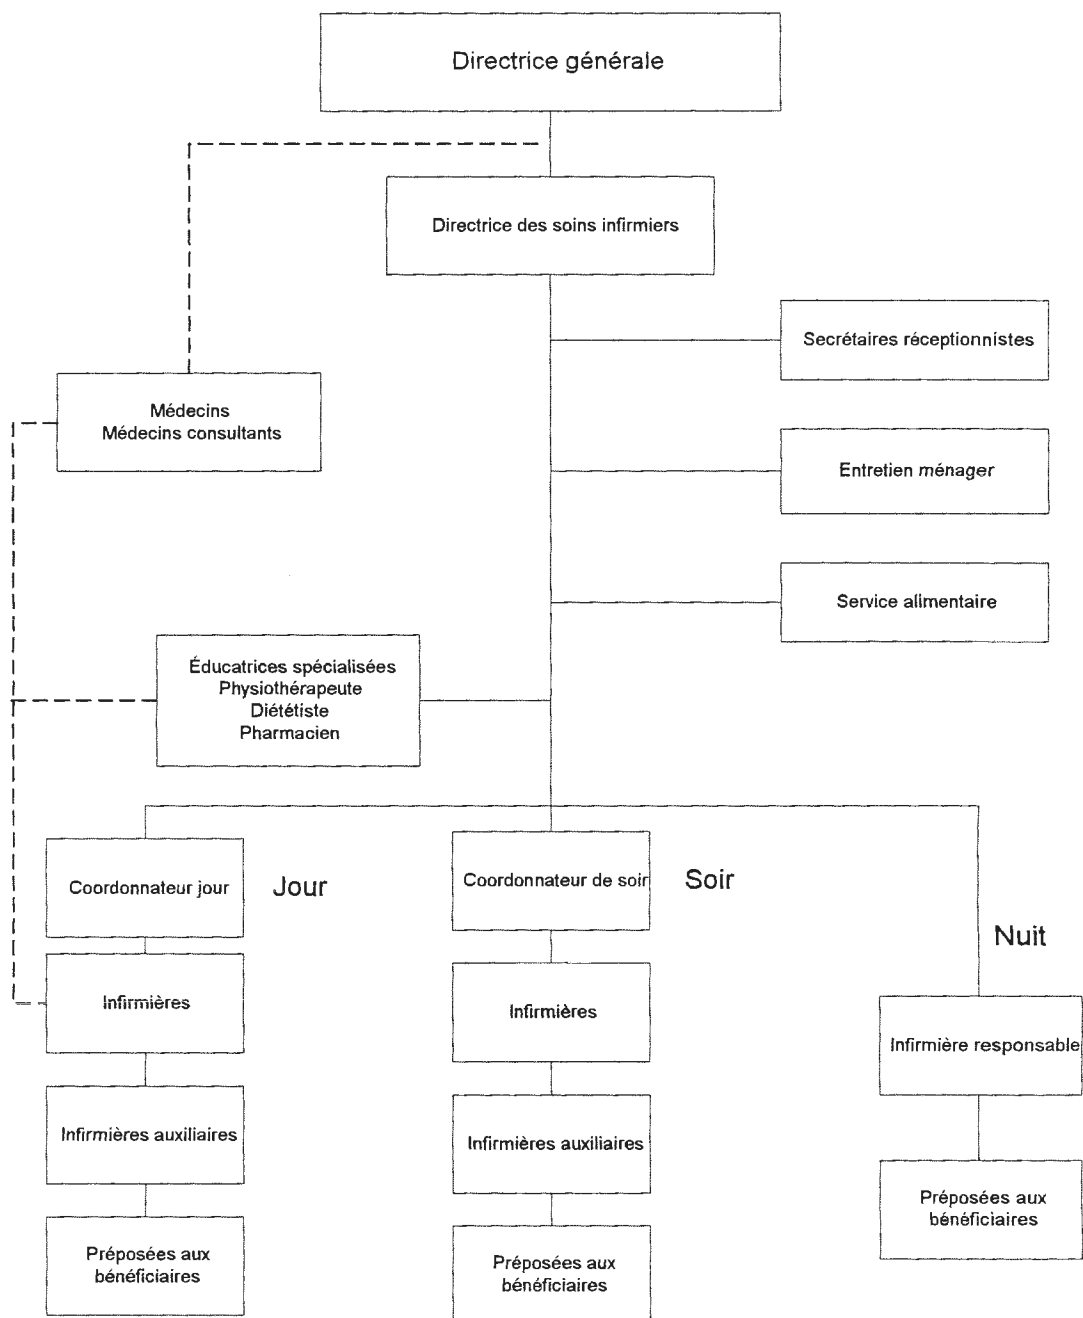 Directrice générale
Directrice des soins infirmiers
Secrétaires réceptionnistes
Médecins
Médecins consultants
Entretien ménager
Service alimentaire
Éducatrices spécialisées
Physiothérapeute
Diététiste
Pharmacien
Coordonnateur jour
Jour
Coordonnateur de soir
Soir
Nuit
Infirmières
Infirmières
Infirmière responsable
Infirmières auxiliaires
Infirmières auxiliaires
Préposées aux
bénéficiaires
Préposées aux
bénéficiaires
Préposées aux
bénéficiaires